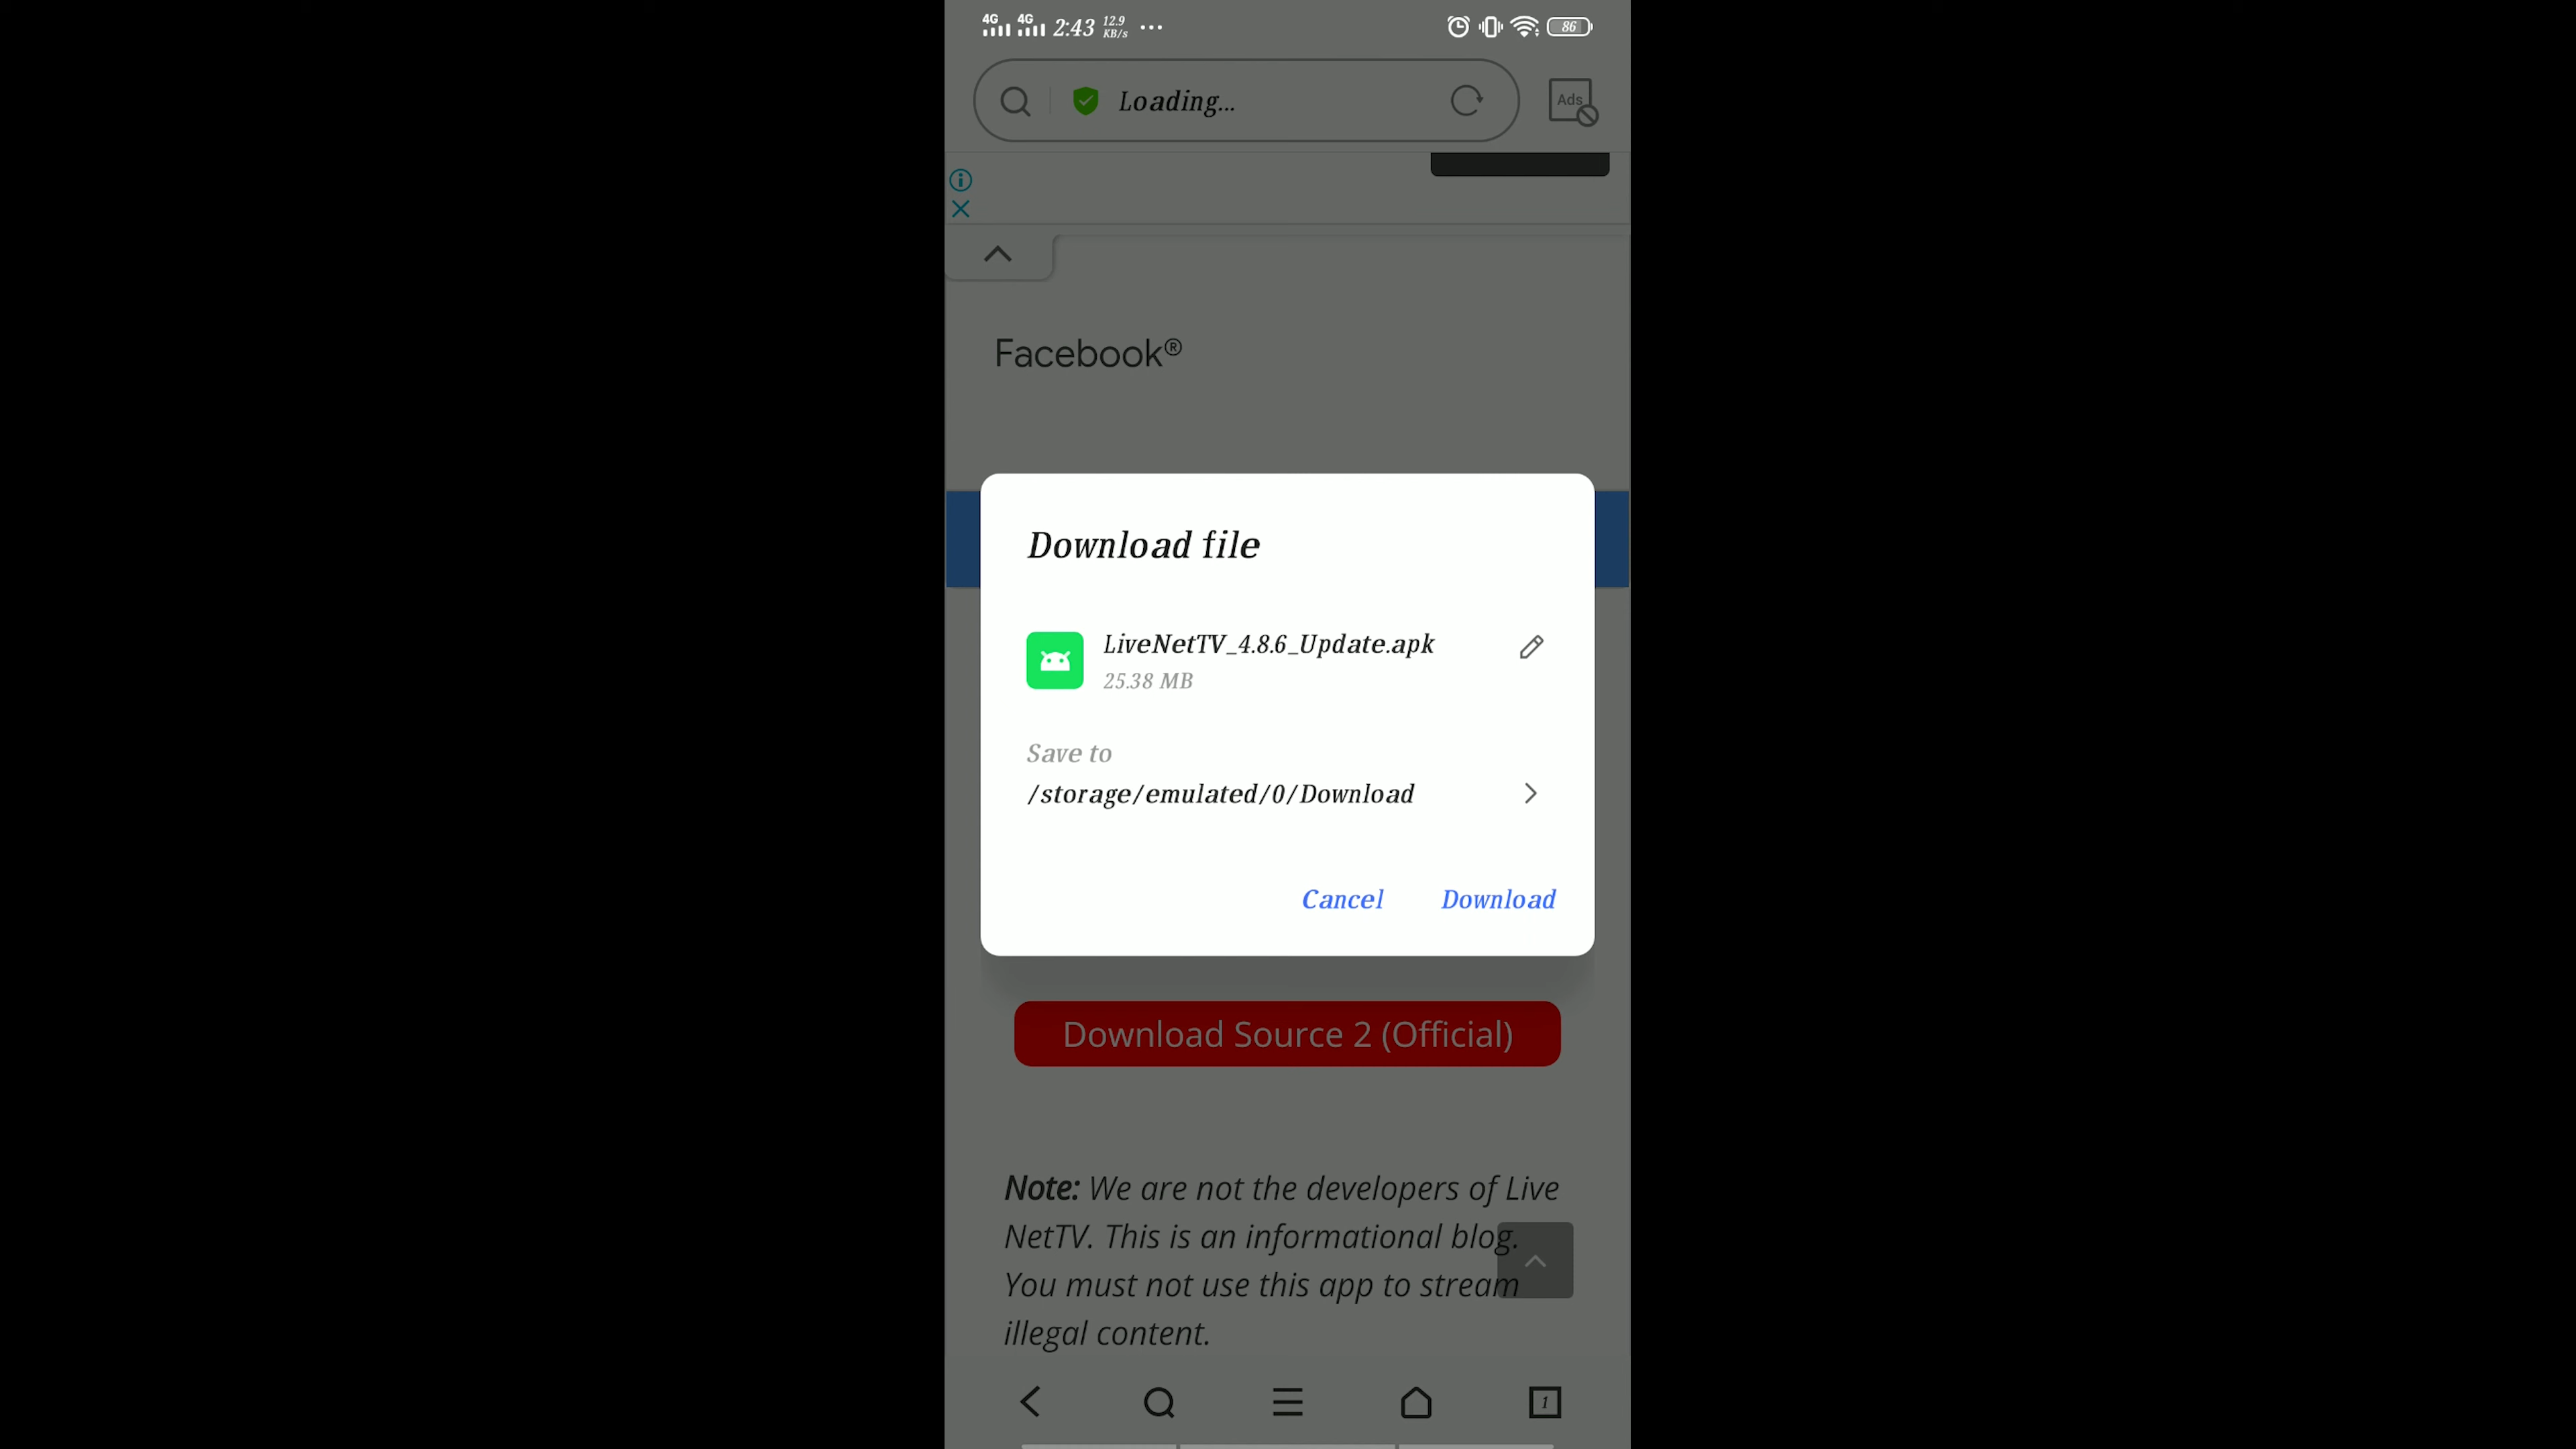 4G 4G 2:43 12.9 KB/s ...
86
Loading...
Ads
Facebook®
Download file
LiveNetTV_4.8.6_Update.apk
25.38 MB
Save to
/storage/emulated/0/Download
Cancel Download
Download Source 2 (Official)
Note: We are not the developers of Live
NetTV. This is an informational blog.
You must not use this app to stream
illegal content.
1